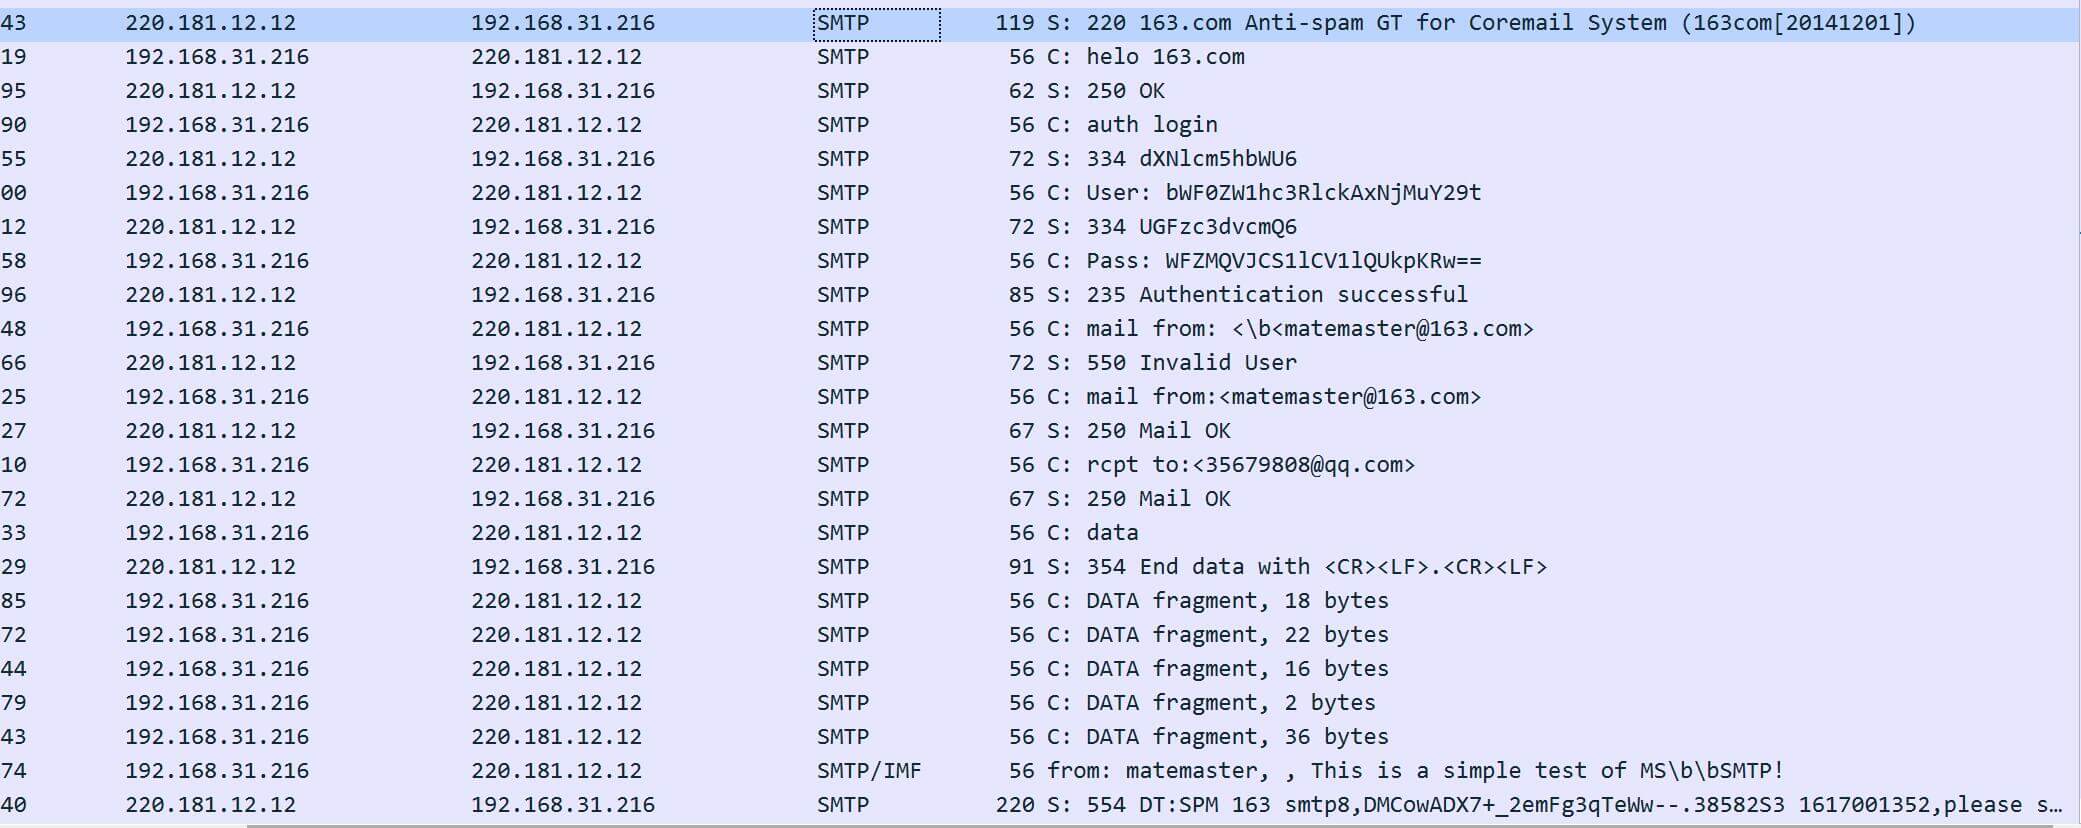 43 220.181.12.12 192.168.31.216 SMTP 119 S: 220 163.com Anti-spam GT for Coremail System (163com[20141201])
19 192.168.31.216 220.181.12.12 SMTP 56 C: helo 163.com
95 220.181.12.12 192.168.31.216 SMTP 62 S: 250 OK
90 192.168.31.216 220.181.12.12 SMTP 56 C: auth login
55 220.181.12.12 192.168.31.216 SMTP 72 S: 334 dXNlcm5hbWU6
00 192.168.31.216 220.181.12.12 SMTP 56 C: User: bWF0ZW1hc3RlckAxNjMuY29t
12 220.181.12.12 192.168.31.216 SMTP 72 S: 334 UGFzc3dvcmQ6
58 192.168.31.216 220.181.12.12 SMTP 56 C: Pass: WFZMQVJCS1lCV1lQUkpKRw==
96 220.181.12.12 192.168.31.216 SMTP 85 S: 235 Authentication successful
48 192.168.31.216 220.181.12.12 SMTP 56 C: mail from: <\b<matemaster@163.com>
66 220.181.12.12 192.168.31.216 SMTP 72 S: 550 Invalid User
25 192.168.31.216 220.181.12.12 SMTP 56 C: mail from:<matemaster@163.com>
27 220.181.12.12 192.168.31.216 SMTP 67 S: 250 Mail OK
10 192.168.31.216 220.181.12.12 SMTP 56 C: rcpt to:<35679808@qq.com>
72 220.181.12.12 192.168.31.216 SMTP 67 S: 250 Mail OK
33 192.168.31.216 220.181.12.12 SMTP 56 C: data
29 220.181.12.12 192.168.31.216 SMTP 91 S: 354 End data with <CR><LF>.<CR><LF>
85 192.168.31.216 220.181.12.12 SMTP 56 C: DATA fragment, 18 bytes
72 192.168.31.216 220.181.12.12 SMTP 56 C: DATA fragment, 22 bytes
44 192.168.31.216 220.181.12.12 SMTP 56 C: DATA fragment, 16 bytes
79 192.168.31.216 220.181.12.12 SMTP 56 C: DATA fragment, 2 bytes
43 192.168.31.216 220.181.12.12 SMTP 56 C: DATA fragment, 36 bytes
74 192.168.31.216 220.181.12.12 SMTP/IMF 56 from: matemaster, , This is a simple test of MS\b\bSMTP!
40 220.181.12.12 192.168.31.216 SMTP 220 S: 554 DT:SPM 163 smtp8,DMCowADX7+_2emFg3qTeWw--.38582S3 1617001352,please s…